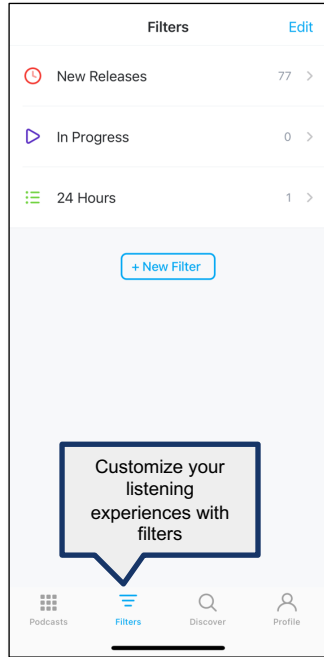 Filters Edit
New Releases 77
In Progress 0
24 Hours 1
+ New Filter
Customize your
listening
experiences with
filters
Podcasts Filters Discover Profile